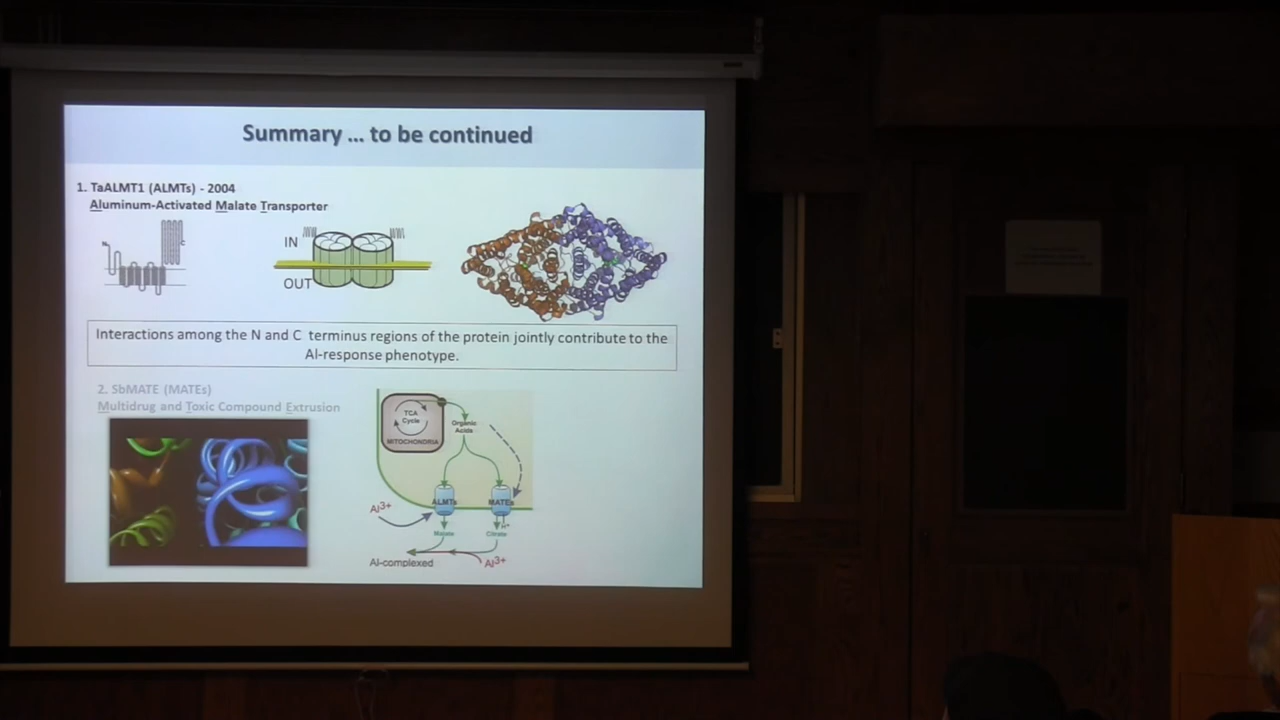 Summary ... to be continued
1. TaALMT1 (ALMTs) - 2004
Aluminum-Activated Malate Transporter
N
C
IN
OUT
Interactions among the N and C terminus regions of the protein jointly contribute to the
Al-response phenotype.
2. SbMATE (MATEs)
Multidrug and Toxic Compound Extrusion
TCA
Cycle
MITOCHONDRIA
Organic
Acids
ALMTs
MATEs
Al3+
H+
Malate
Citrate
Al-complexed
Al3+